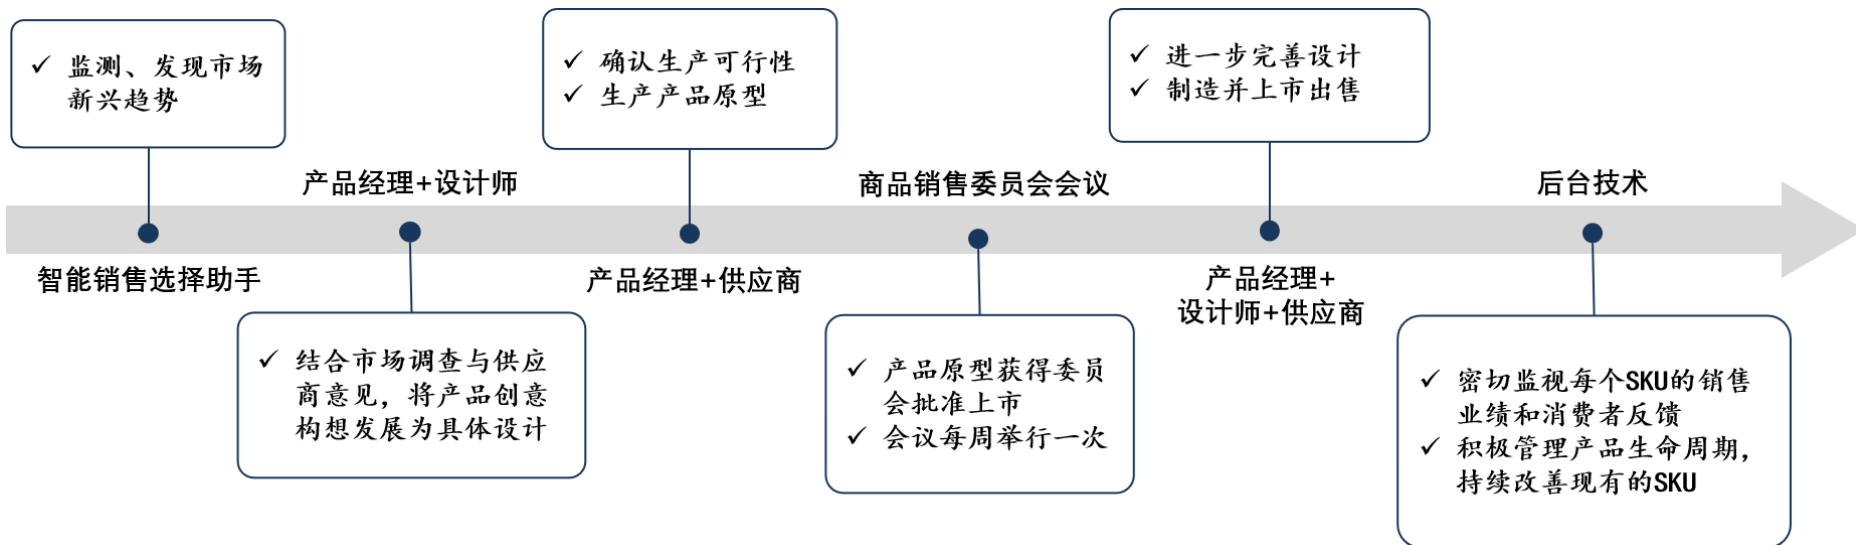 监测、发现市场
新兴趋势
智能销售选择助手
产品经理+设计师
结合市场调查与供应
商意见，将产品创意
构想发展为具体设计
确认生产可行性
生产产品原型
产品经理+供应商
商品销售委员会会议
产品原型获得委员
会批准上市
会议每周举行一次
进一步完善设计
制造并上市出售
产品经理+
设计师+供应商
后台技术
密切监视每个SKU的销售
业绩和消费者反馈
积极管理产品生命周期，
持续改善现有的SKU